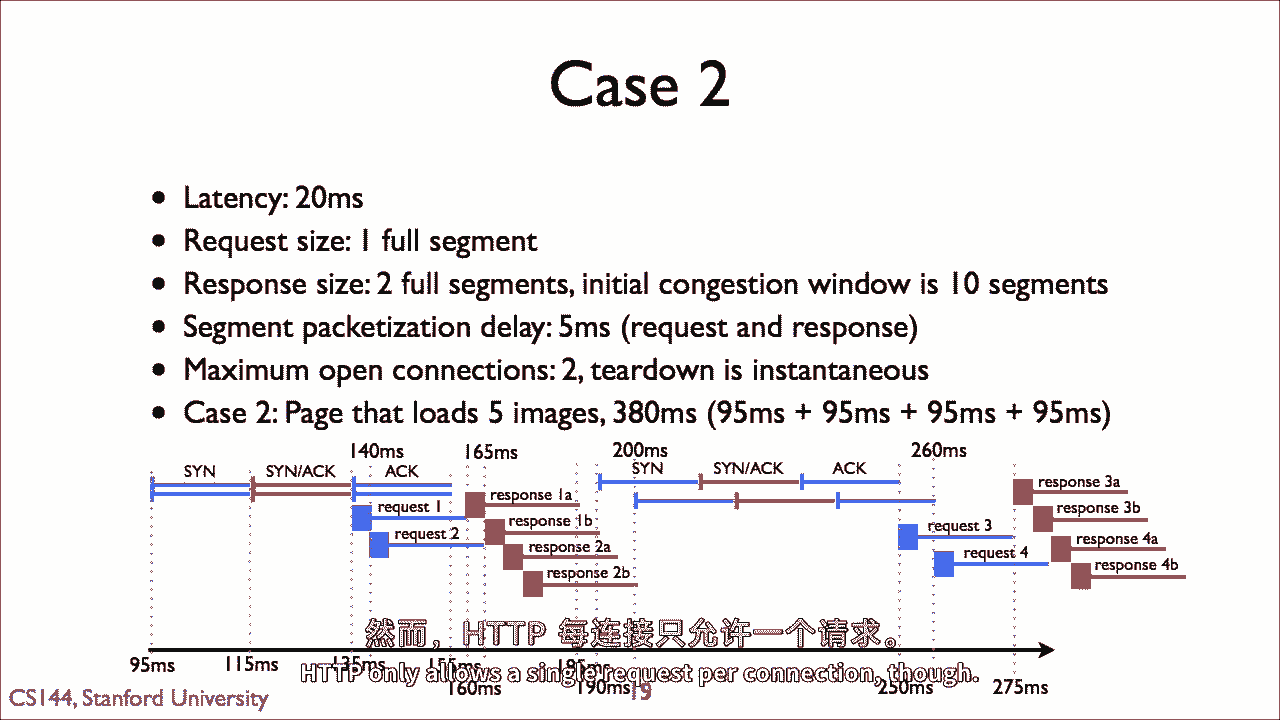 Case 2
• Latency: 20ms
• Request size: 1 full segment
• Response size: 2 full segments, initial congestion window is 10 segments
• Segment packetization delay: 5ms (request and response)
• Maximum open connections: 2, teardown is instantaneous
• Case 2: Page that loads 5 images, 380ms (95ms + 95ms + 95ms + 95ms)
140ms 165ms 200ms 260ms
SYN SYN/ACK ACK SYN SYN/ACK ACK
response 1a response 3a
request 1 response 1b response 3b
request 2 response 2a request 3 response 4a
response 2b request 4 response 4b
然而，HTTP 每连接只允许一个请求。
95ms 115ms 135ms 155ms
HTTP only allows a single request per connection, though.
160ms 190ms 250ms 275ms
CS144, Stanford University 19